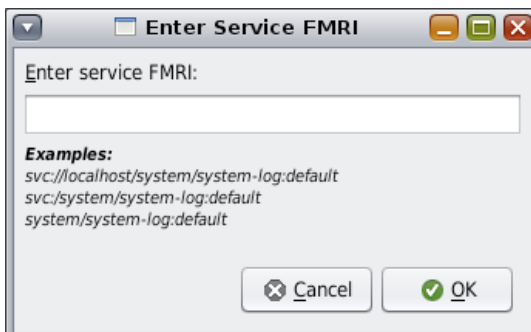 Enter Service FMRI
Enter service FMRI:
Examples:
svc://localhost/system/system-log:default
svc:/system/system-log:default
system/system-log:default
Cancel
OK